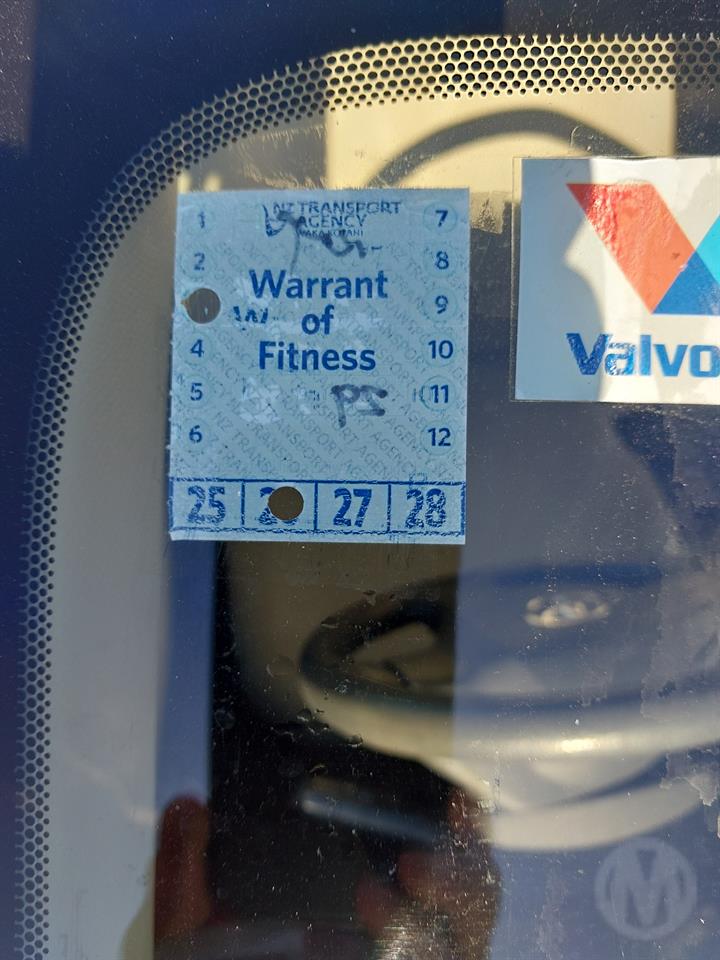 NZ TRANSPORT
AGENCY
WAKA KOTAHI
1 7
2 8
Warrant
9
of
4 10
Fitness
5 11
6 12
25 27 28
Valvo